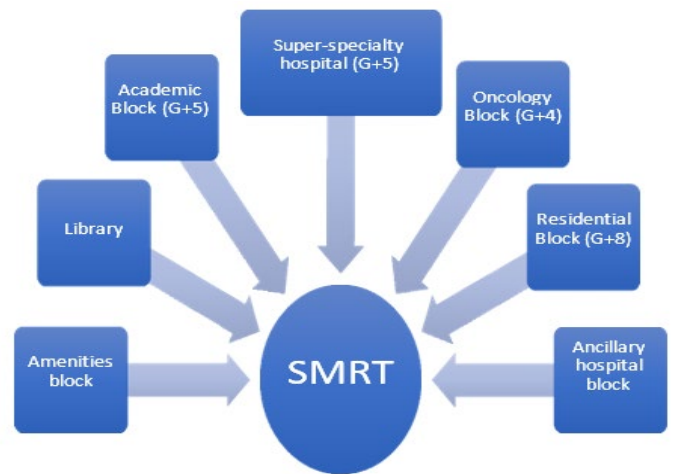 Super-specialty
hospital (G+5)
Academic
Block (G+5)
Oncology
Block (G+4)
Library
Residential
Block (G+8)
Amenities
block
SMRT
Ancillary
hospital
block